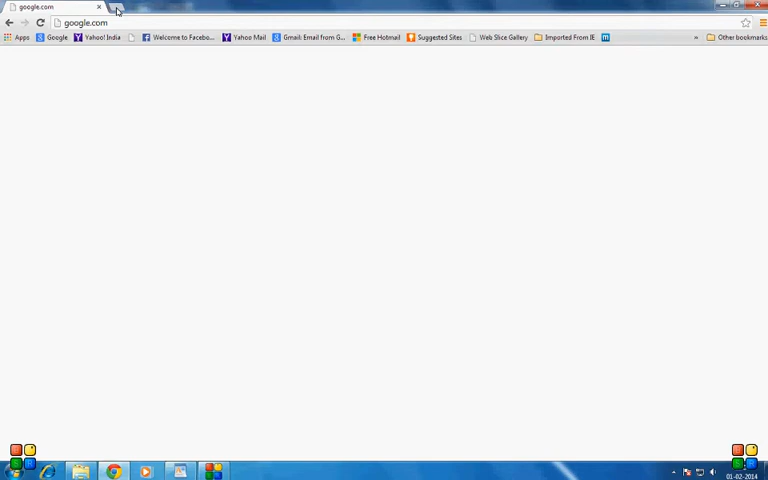 google.com
google.com
Apps Google Yahoo! India Welcome to Facebo... Yahoo Mail Gmail: Email from G... Free Hotmail Suggested Sites Web Slice Gallery Imported From IE m » Other bookmarks
01-02-2014